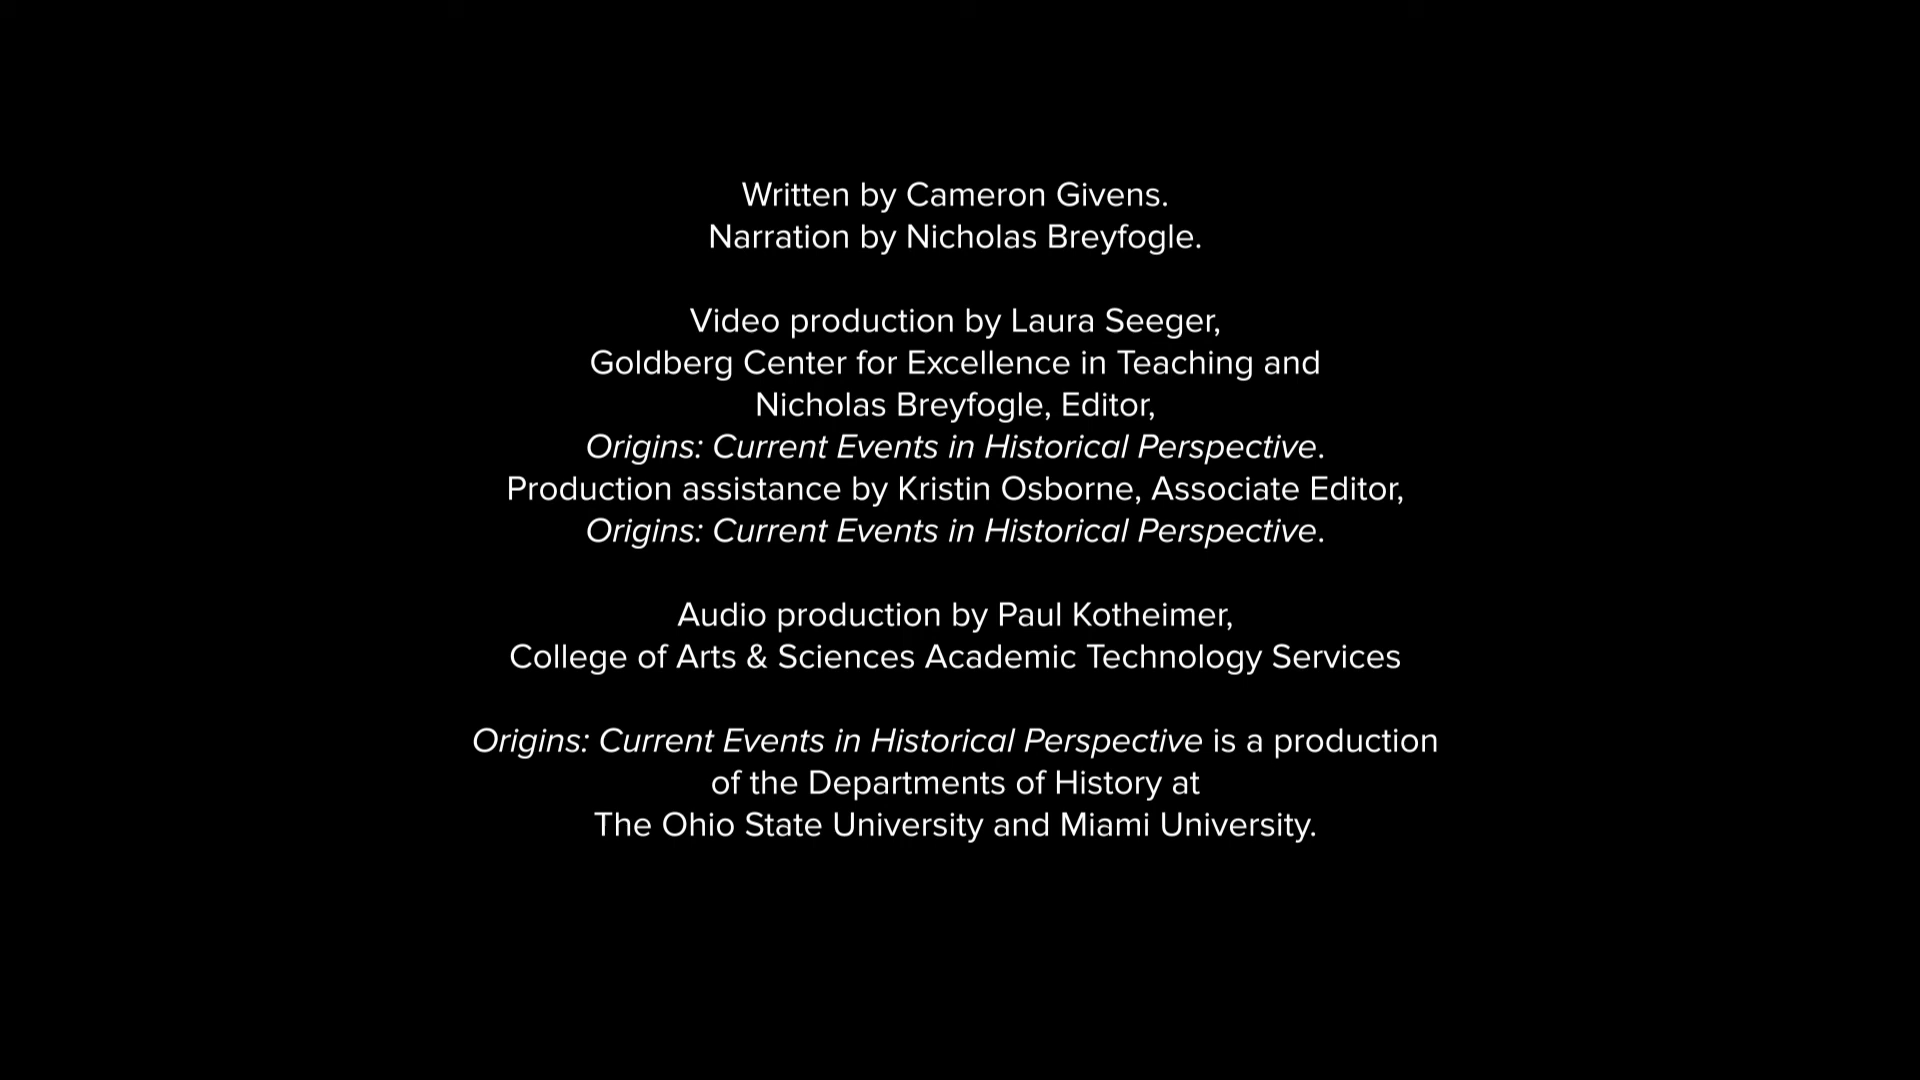 Written by Cameron Givens.
Narration by Nicholas Breyfogle.
Video production by Laura Seeger,
Goldberg Center for Excellence in Teaching and
Nicholas Breyfogle, Editor,
Origins: Current Events in Historical Perspective.
Production assistance by Kristin Osborne, Associate Editor,
Origins: Current Events in Historical Perspective.
Audio production by Paul Kotheimer,
College of Arts & Sciences Academic Technology Services
Origins: Current Events in Historical Perspective is a production
of the Departments of History at
The Ohio State University and Miami University.